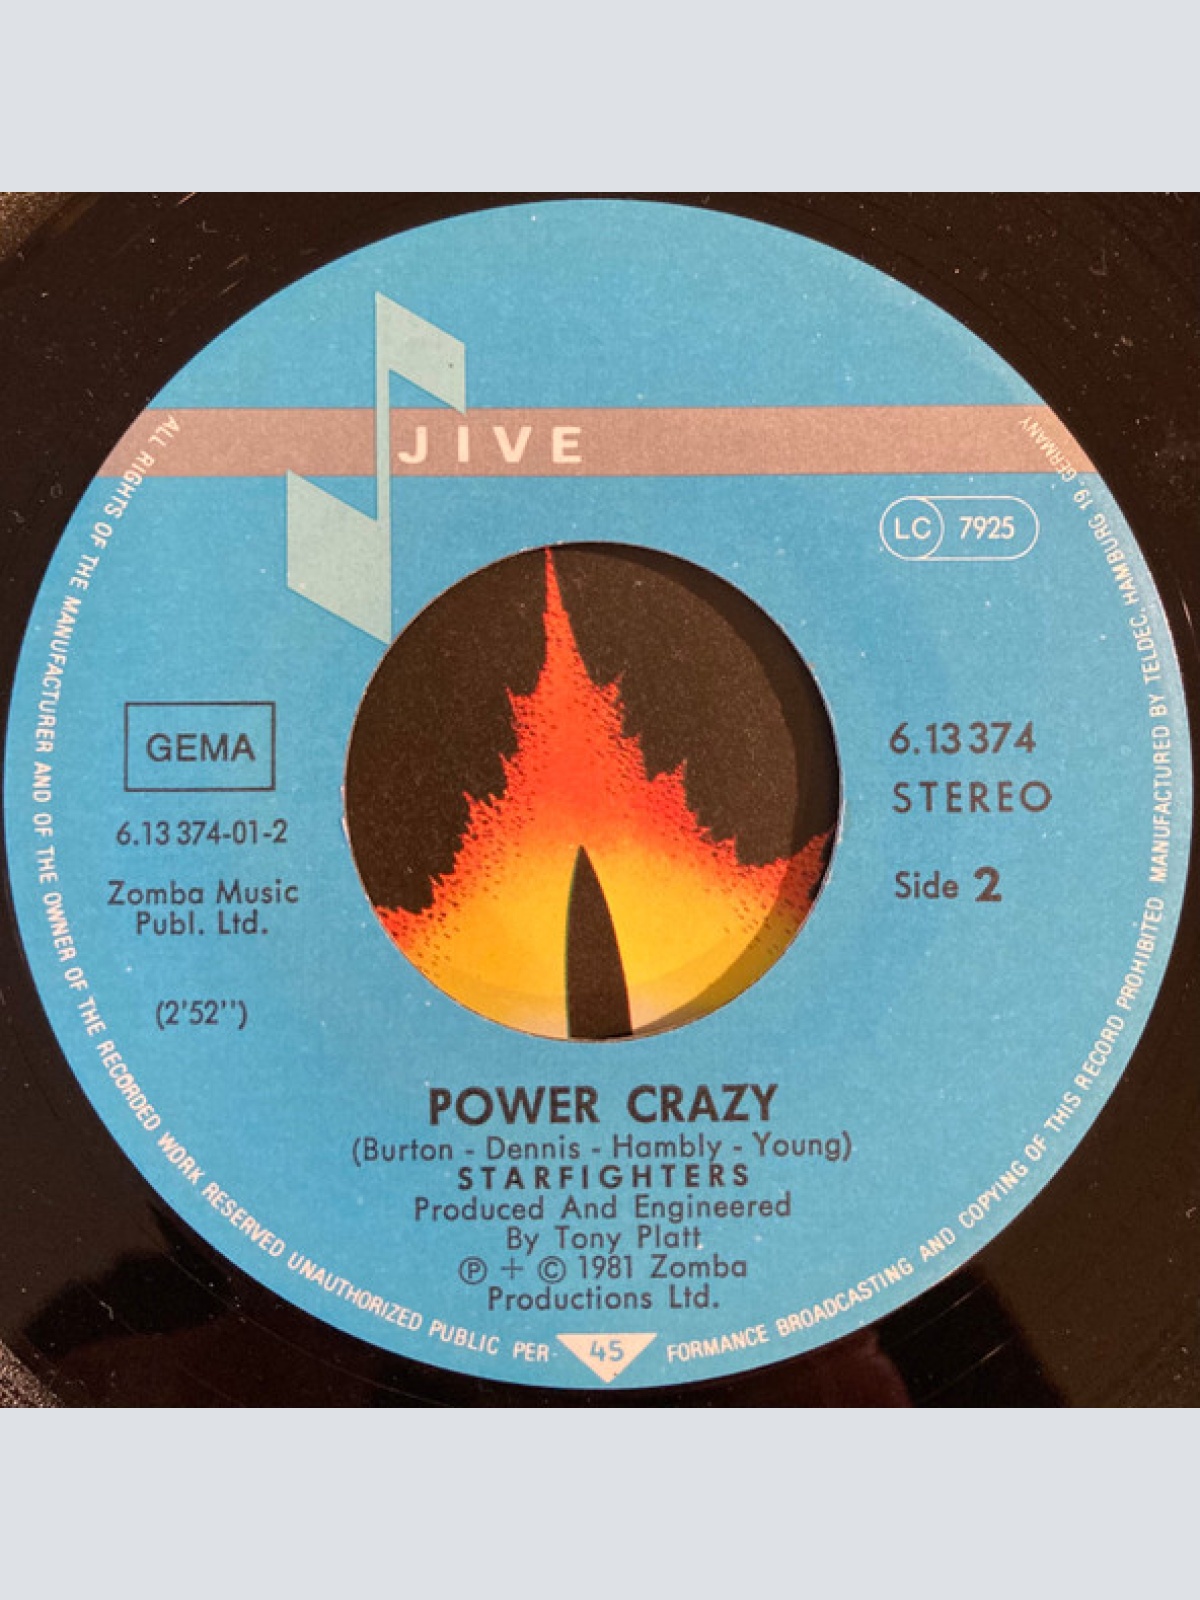 JIVE
LC 7925
GEMA
6.13 374-01-2
Zomba Music
Publ. Ltd.
(2'52'')
6.13 374
STEREO
Side 2
POWER CRAZY
(Burton - Dennis - Hambly - Young)
STARFIGHTERS
Produced And Engineered
By Tony Platt
Ⓟ + © 1981 Zomba
Productions Ltd.
45
ALL RIGHTS OF THE MANUFACTURER AND OF THE OWNER OF THE RECORDED WORK RESERVED UNAUTHORIZED PUBLIC PER- FORMANCE BROADCASTING AND COPYING OF THIS RECORD PROHIBITED MANUFACTURED BY TELDEC, HAMBURG 19, GERMANY